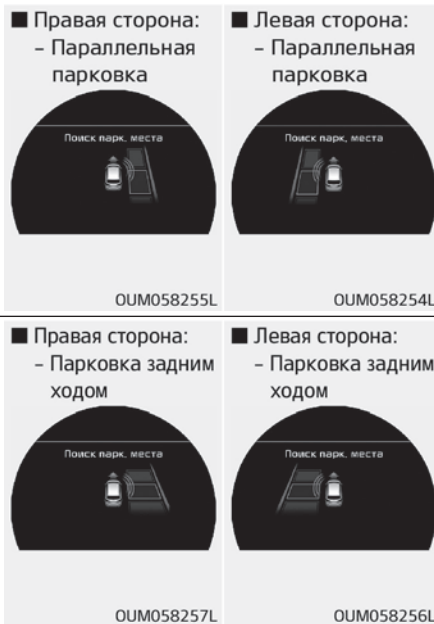 ■ Правая сторона:
– Параллельная
парковка
Поиск парк. места
OUM058255L
■ Левая сторона:
– Параллельная
парковка
Поиск парк. места
OUM058254L
■ Правая сторона:
– Парковка задним
ходом
Поиск парк. места
OUM058257L
■ Левая сторона:
– Парковка задним
ходом
Поиск парк. места
OUM058256L